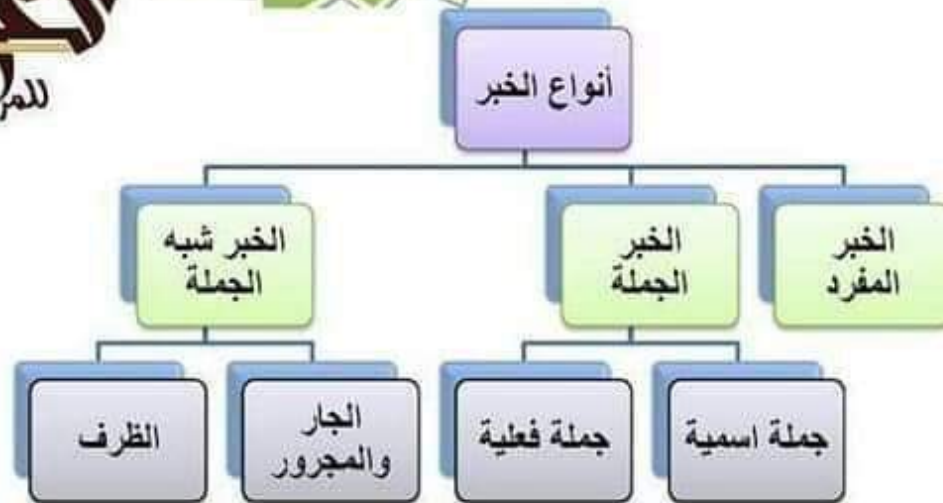 أنواع الخبر
الخبر
المفرد
الخبر
الجملة
الخبر شبه
الجملة
جملة اسمية
جملة فعلية
الجار
والمجرور
الظرف